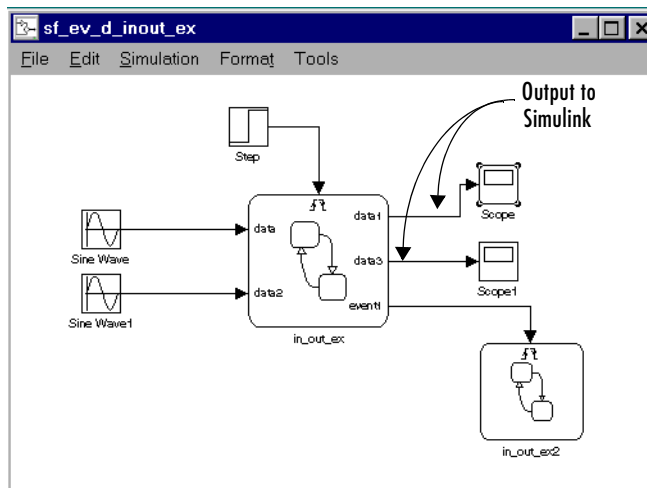 sf_ev_d_inout_ex
File Edit Simulation Format Tools
Output to
Simulink
Step
data
data1
Scope
Sine Wave
data3
data2
Scope1
Sine Wave1
event1
in_out_ex
in_out_ex2